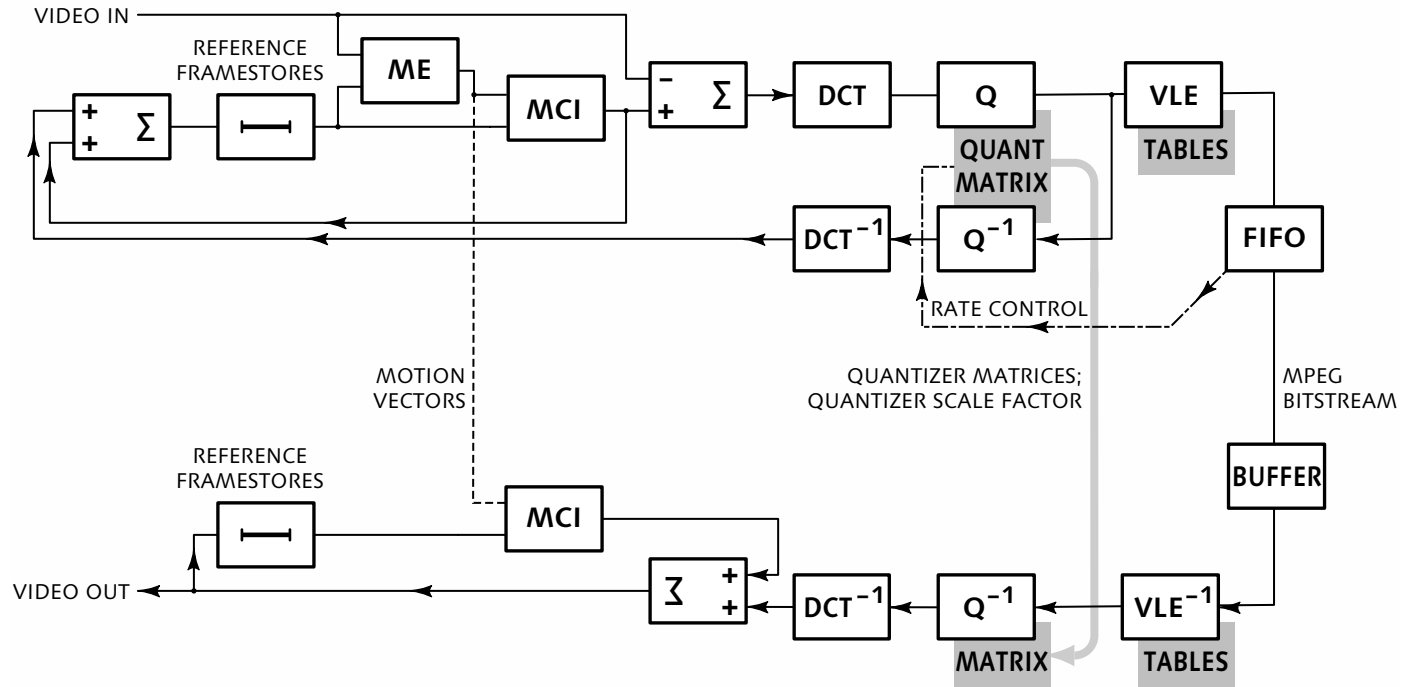 VIDEO IN
REFERENCE
FRAMESTORES
ME
MCI
−
+
Σ
DCT
Q
VLE
+
+
Σ
QUANT
MATRIX
TABLES
DCT⁻¹
Q⁻¹
FIFO
RATE CONTROL
MOTION
VECTORS
QUANTIZER MATRICES;
QUANTIZER SCALE FACTOR
MPEG
BITSTREAM
REFERENCE
FRAMESTORES
BUFFER
MCI
VIDEO OUT
Σ
+
+
DCT⁻¹
Q⁻¹
VLE⁻¹
MATRIX
TABLES